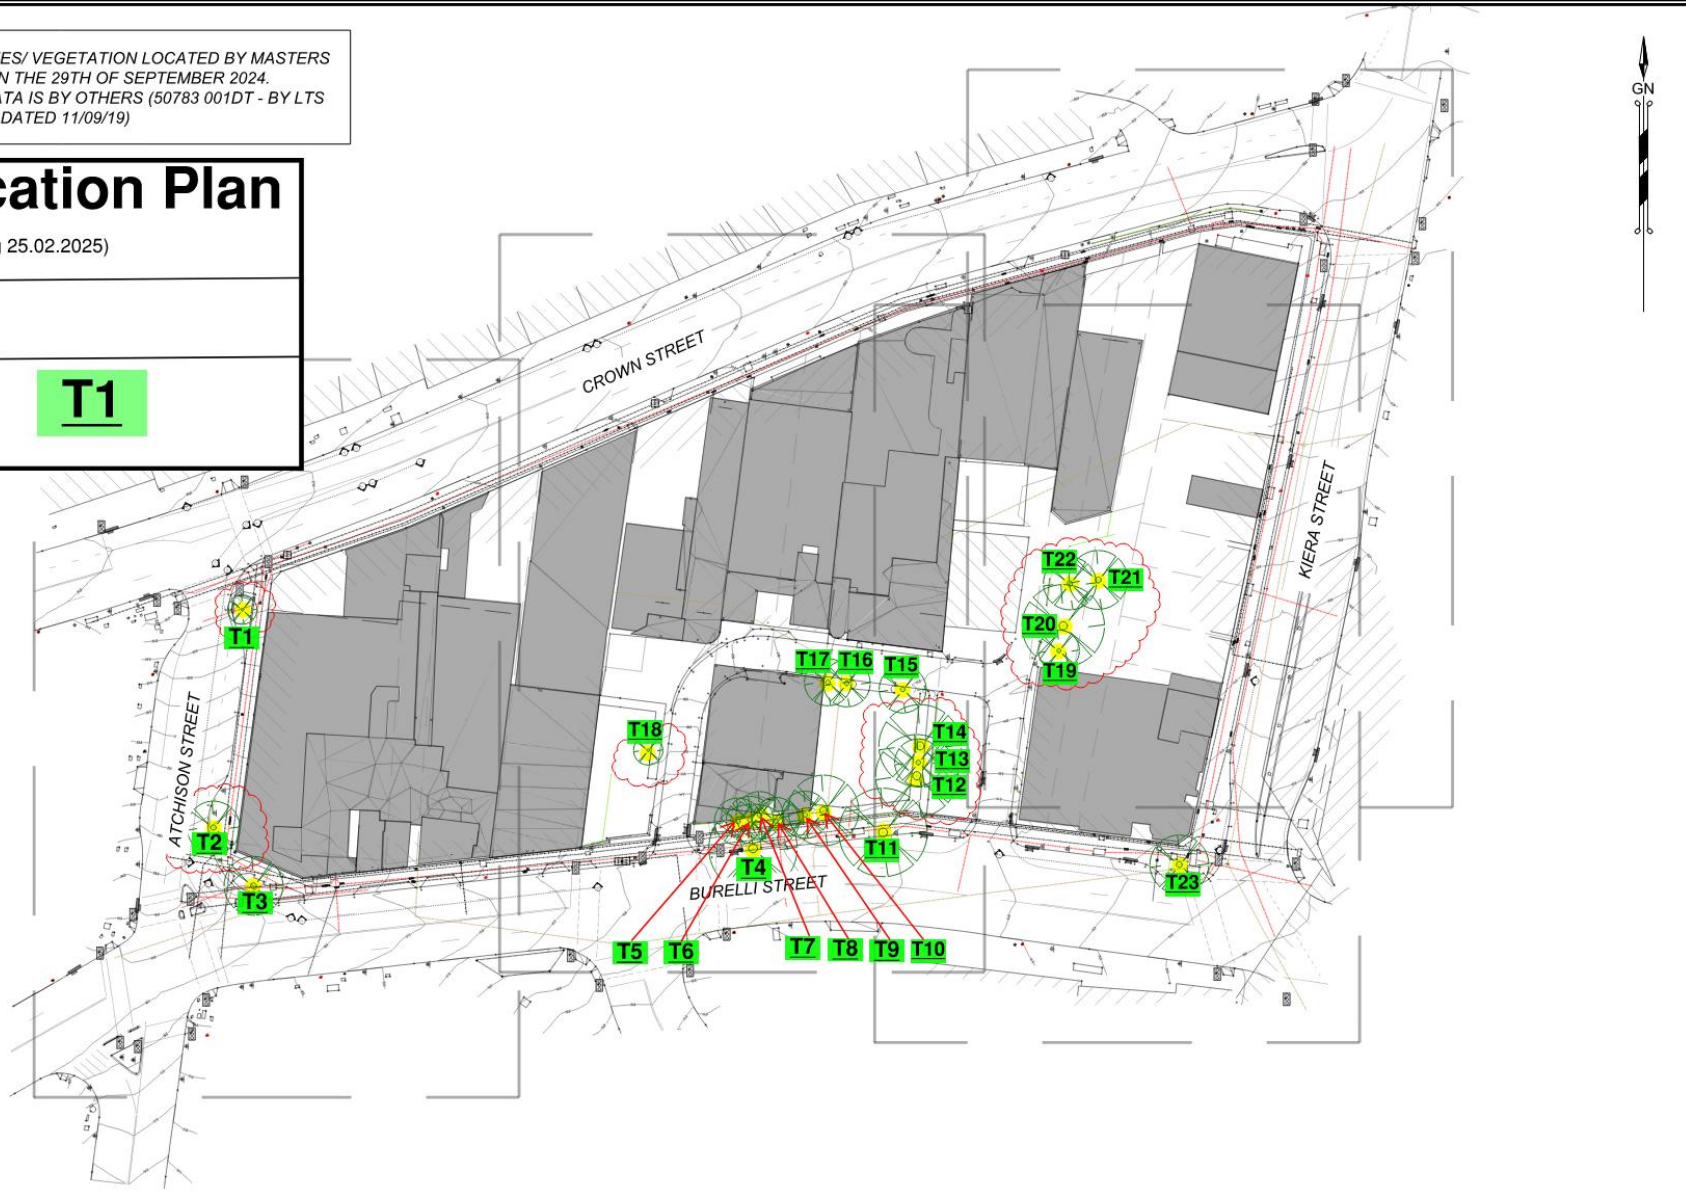 ES/ VEGETATION LOCATED BY MASTERS
N THE 29TH OF SEPTEMBER 2024.
ATA IS BY OTHERS (50783 001DT - BY LTS
DATED 11/09/19)
GN
cation Plan
25.02.2025)
T1
CROWN STREET
KIERA STREET
T22
T21
T20
T19
T1
T17
T16
T15
T18
T14
T13
T12
ATCHISON STREET
T2
T11
T4
T3
BURELLI STREET
T23
T5
T6
T7
T8
T9
T10